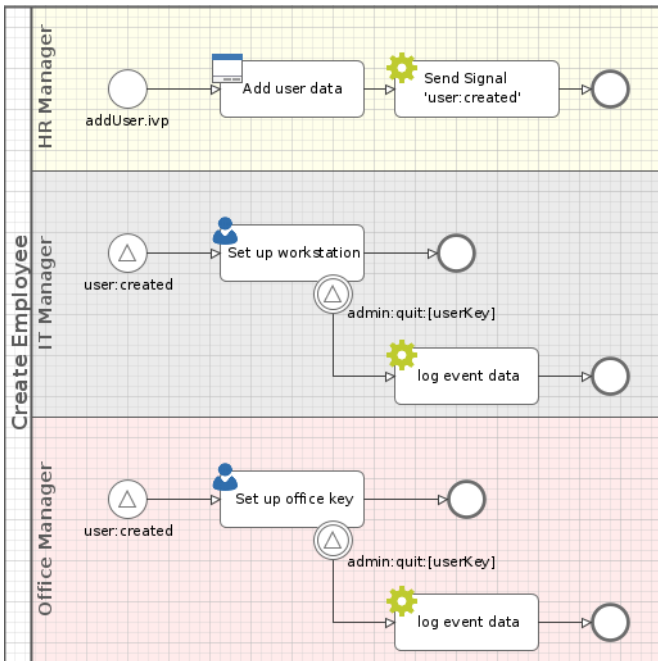 Create Employee
HR Manager
addUser.ivp
Add user data
Send Signal
'user:created'
IT Manager
user:created
Set up workstation
admin:quit:[userKey]
log event data
Office Manager
user:created
Set up office key
admin:quit:[userKey]
log event data